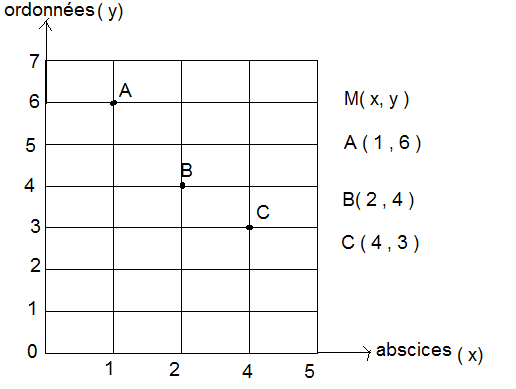 ordonnées ( y)
7
6
5
4
3
2
1
0
A
B
C
1 2 4 5
abscices ( x)
M( x, y )
A ( 1 , 6 )
B( 2 , 4 )
C ( 4 , 3 )